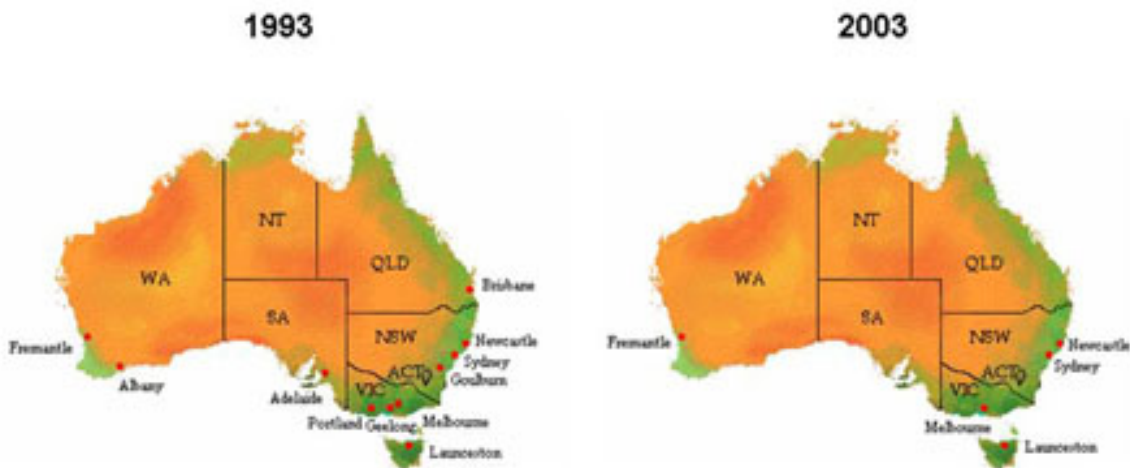 1993
NT
QLD
WA
Brisbane
SA
NSW
Fremantle
Newcastle
Sydney
ACT
Goulburn
Albany
VIC
Adelaide
Portland
Geelong
Melbourne
Launceston
2003
NT
QLD
WA
SA
NSW
Fremantle
Newcastle
Sydney
ACT
VIC
Melbourne
Launceston